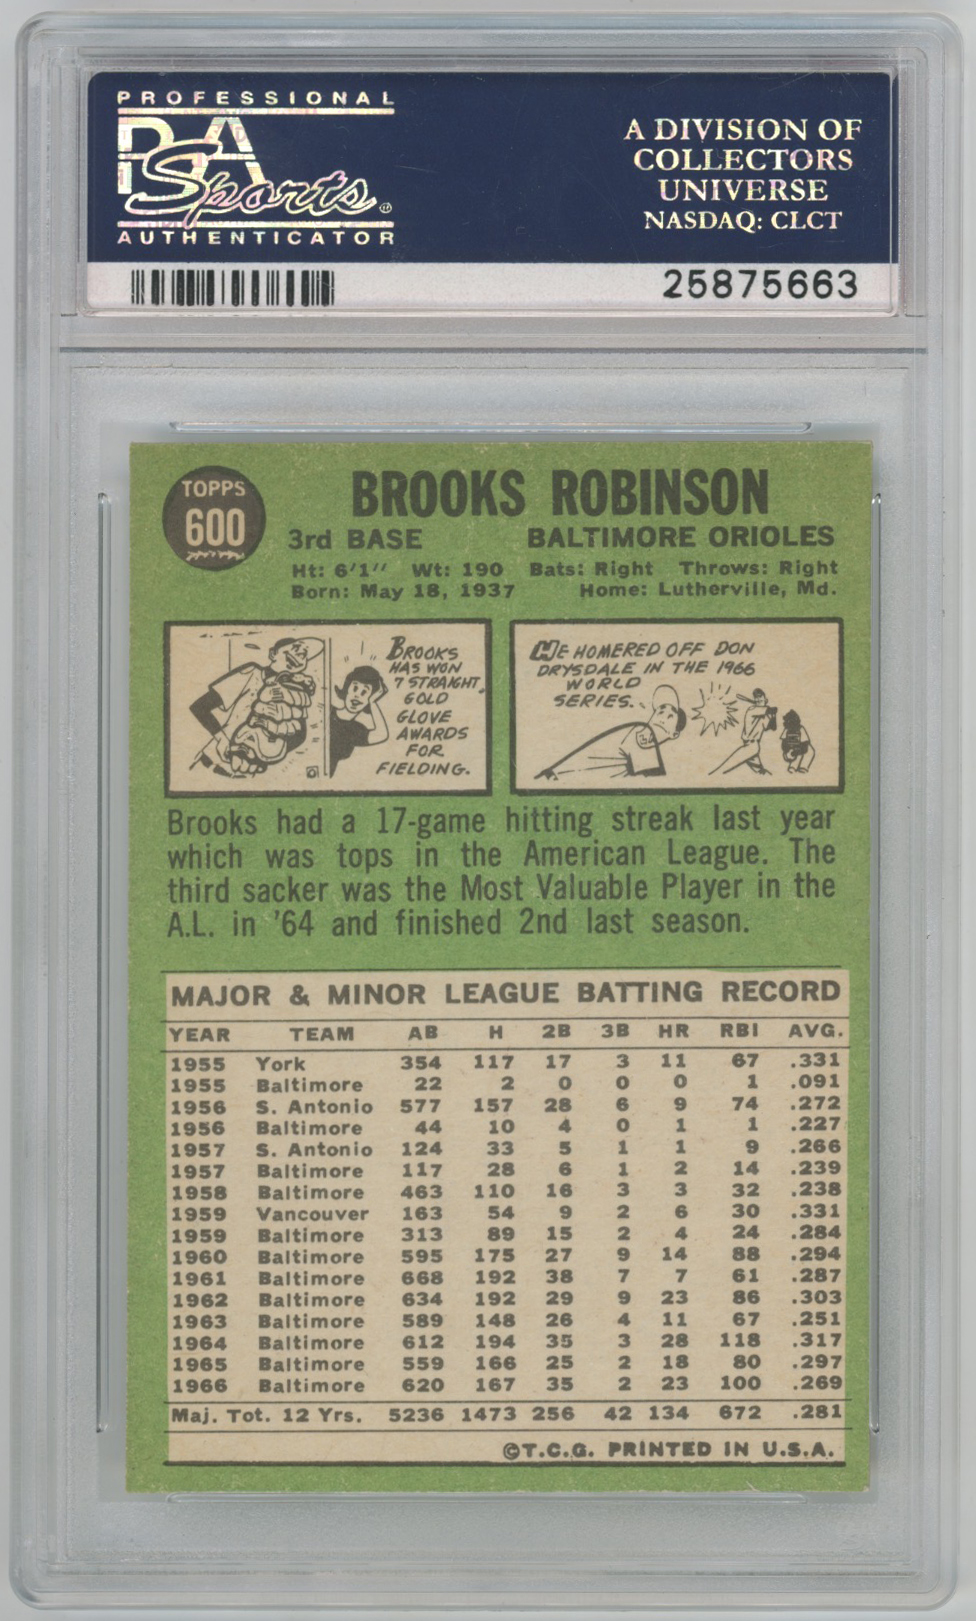 PROFESSIONAL
PSA
Sports®
AUTHENTICATOR
A DIVISION OF
COLLECTORS
UNIVERSE
NASDAQ: CLCT
25875663
TOPPS
600
BROOKS ROBINSON
3rd BASE BALTIMORE ORIOLES
Ht: 6'1" Wt: 190 Bats: Right Throws: Right
Born: May 18, 1937 Home: Lutherville, Md.
BROOKS
HAS WON
7 STRAIGHT
GOLD
GLOVE
AWARDS
FOR
FIELDING.
HE HOMERED OFF DON
DRYSDALE IN THE 1966
WORLD
SERIES.
Brooks had a 17-game hitting streak last year
which was tops in the American League. The
third sacker was the Most Valuable Player in the
A.L. in '64 and finished 2nd last season.
MAJOR & MINOR LEAGUE BATTING RECORD
YEAR TEAM AB H 2B 3B HR RBI AVG.
1955 York 354 117 17 3 11 67 .331
1955 Baltimore 22 2 0 0 0 1 .091
1956 S. Antonio 577 157 28 6 9 74 .272
1956 Baltimore 44 10 4 0 1 1 .227
1957 S. Antonio 124 33 5 1 1 9 .266
1957 Baltimore 117 28 6 1 2 14 .239
1958 Baltimore 463 110 16 3 3 32 .238
1959 Vancouver 163 54 9 2 6 30 .331
1959 Baltimore 313 89 15 2 4 24 .284
1960 Baltimore 595 175 27 9 14 88 .294
1961 Baltimore 668 192 38 7 7 61 .287
1962 Baltimore 634 192 29 9 23 86 .303
1963 Baltimore 589 148 26 4 11 67 .251
1964 Baltimore 612 194 35 3 28 118 .317
1965 Baltimore 559 166 25 2 18 80 .297
1966 Baltimore 620 167 35 2 23 100 .269
Maj. Tot. 12 Yrs. 5236 1473 256 42 134 672 .281
©T.C.G. PRINTED IN U.S.A.